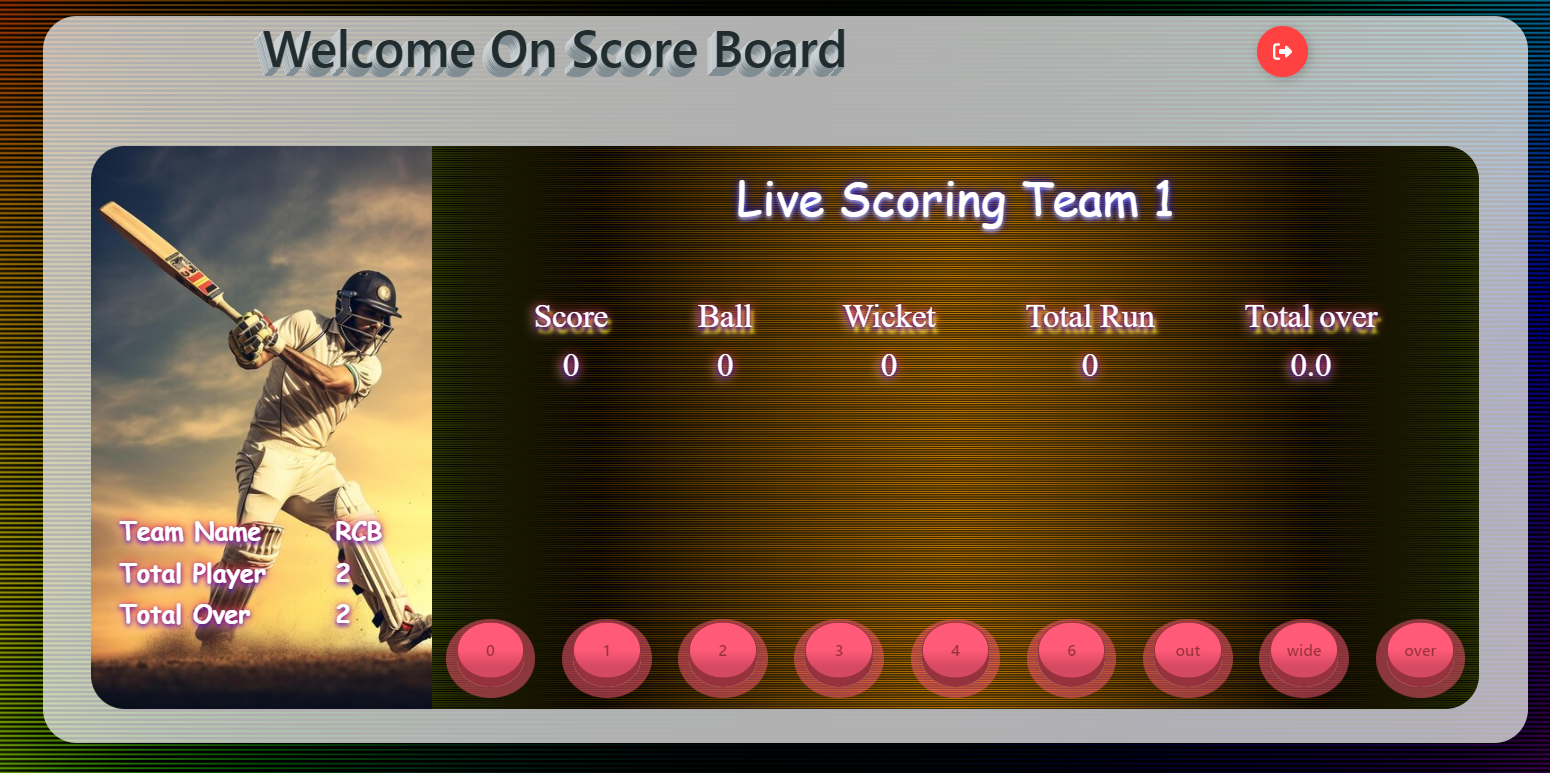 Welcome On Score Board
Live Scoring Team 1
Score Ball Wicket Total Run Total over
0 0 0 0 0.0
Team Name RCB
Total Player 2
Total Over 2
0 1 2 3 4 6 out wide over